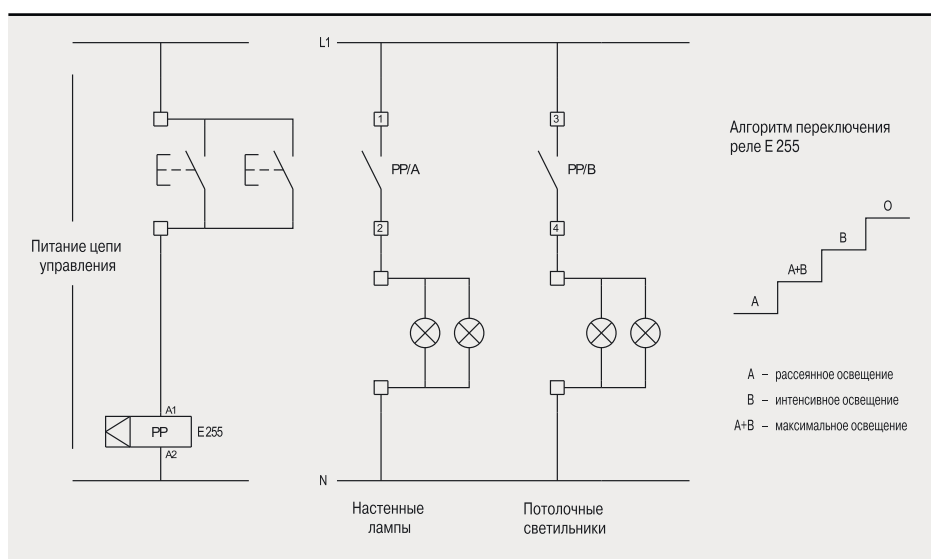 L1
1
3
Алгоритм переключения
реле E 255
PP/A
PP/B
2
4
Питание цепи
управления
O
B
A+B
A
A – рассеянное освещение
B – интенсивное освещение
A+B – максимальное освещение
A1
PP
E 255
A2
N
Настенные
лампы
Потолочные
светильники